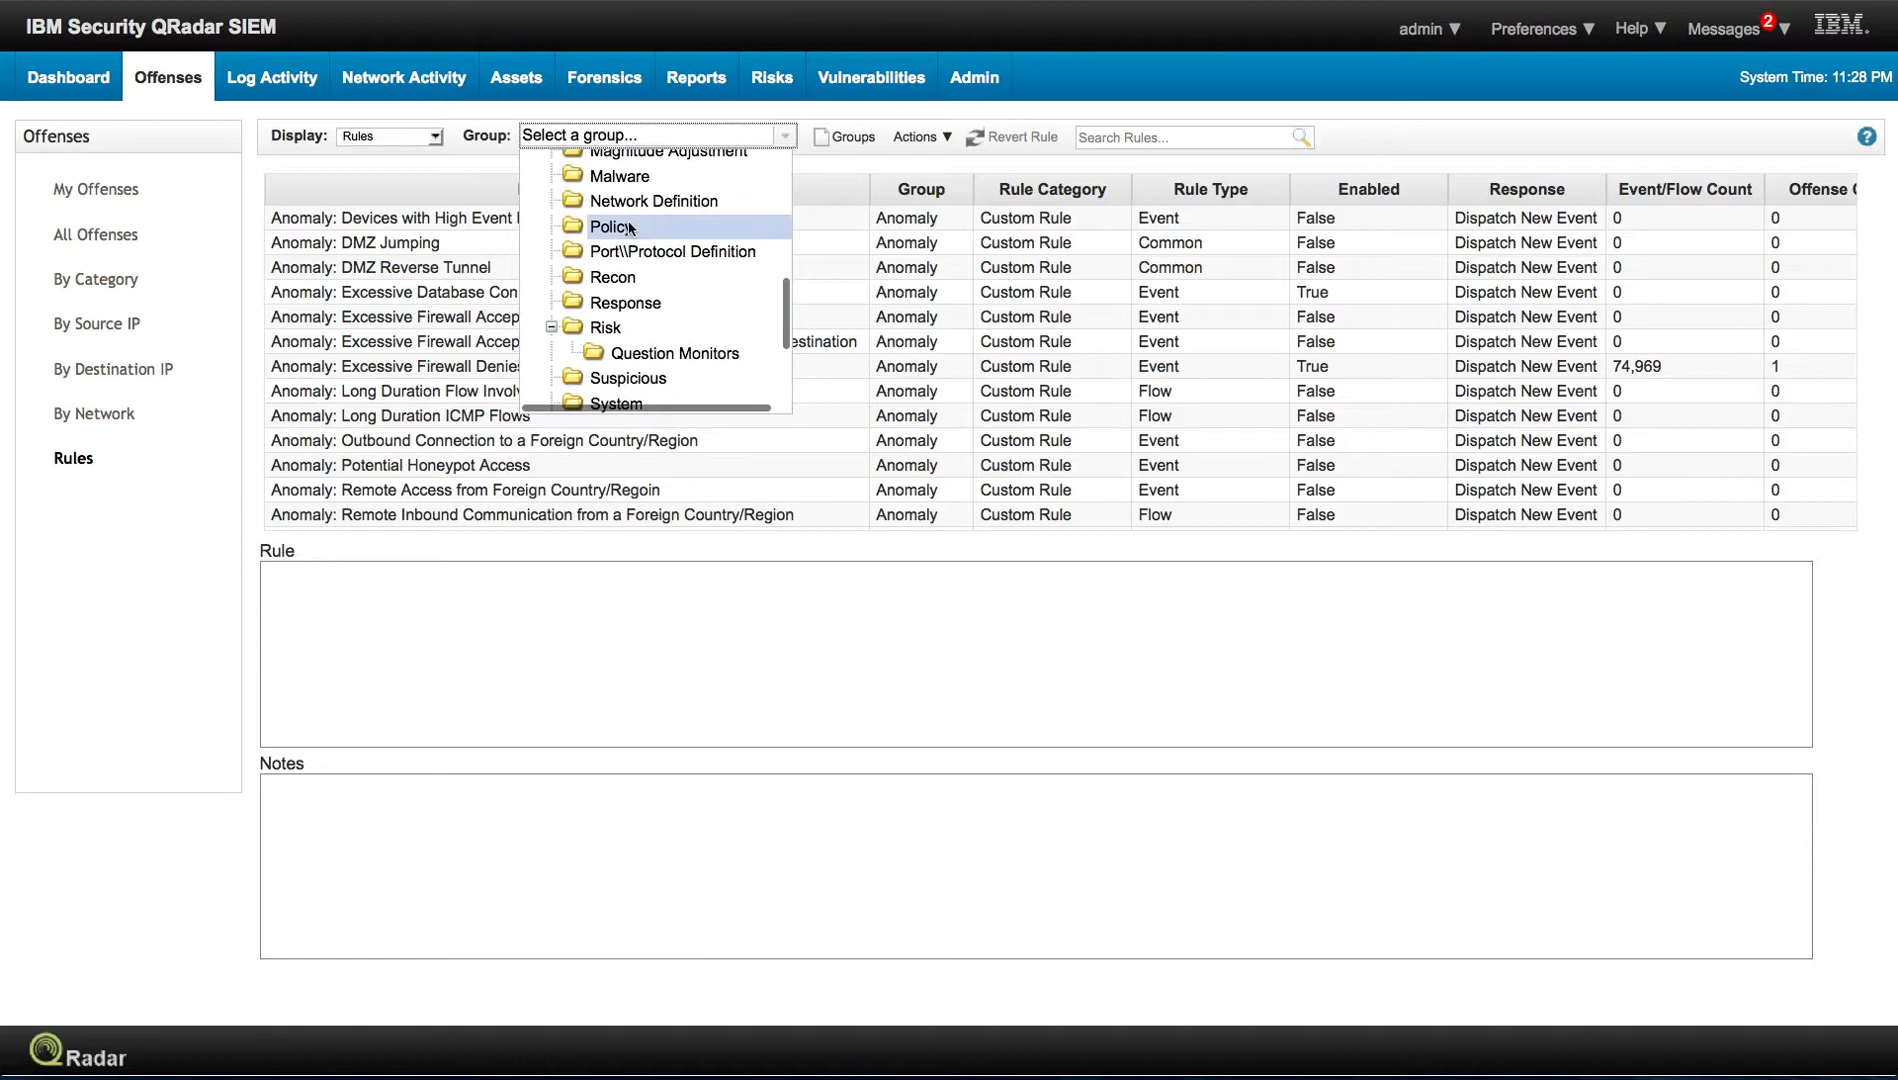 IBM Security QRadar SIEM
admin ▼ Preferences ▼ Help ▼ Messages 2 ▼ IBM.
Dashboard Offenses Log Activity Network Activity Assets Forensics Reports Risks Vulnerabilities Admin System Time: 11:28 PM
Offenses
My Offenses
All Offenses
By Category
By Source IP
By Destination IP
By Network
Rules
Display: Rules Group: Select a group... Groups Actions ▼ Revert Rule Search Rules...
Magnitude Adjustment
Malware
Network Definition
Policy
Port\\Protocol Definition
Recon
Response
Risk
Question Monitors
Suspicious
System
Group Rule Category Rule Type Enabled Response Event/Flow Count Offense
Anomaly: Devices with High Event Anomaly Custom Rule Event False Dispatch New Event 0 0
Anomaly: DMZ Jumping Anomaly Custom Rule Common False Dispatch New Event 0 0
Anomaly: DMZ Reverse Tunnel Anomaly Custom Rule Common False Dispatch New Event 0 0
Anomaly: Excessive Database Con Anomaly Custom Rule Event True Dispatch New Event 0 0
Anomaly: Excessive Firewall Accep Anomaly Custom Rule Event False Dispatch New Event 0 0
Anomaly: Excessive Firewall Accep estination Anomaly Custom Rule Event False Dispatch New Event 0 0
Anomaly: Excessive Firewall Denie Anomaly Custom Rule Event True Dispatch New Event 74,969 1
Anomaly: Long Duration Flow Invol Anomaly Custom Rule Flow False Dispatch New Event 0 0
Anomaly: Long Duration ICMP Flows Anomaly Custom Rule Flow False Dispatch New Event 0 0
Anomaly: Outbound Connection to a Foreign Country/Region Anomaly Custom Rule Event False Dispatch New Event 0 0
Anomaly: Potential Honeypot Access Anomaly Custom Rule Event False Dispatch New Event 0 0
Anomaly: Remote Access from Foreign Country/Regoin Anomaly Custom Rule Event False Dispatch New Event 0 0
Anomaly: Remote Inbound Communication from a Foreign Country/Region Anomaly Custom Rule Flow False Dispatch New Event 0 0
Rule
Notes
QRadar